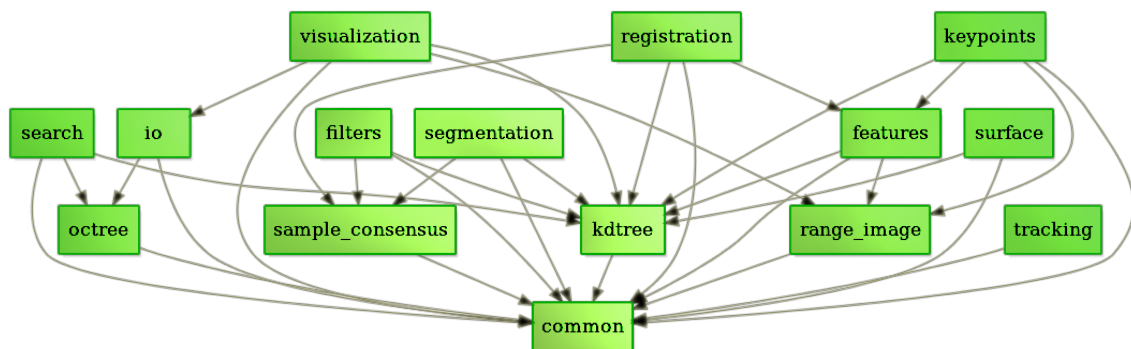 visualization
registration
keypoints
search
io
filters
segmentation
features
surface
octree
sample_consensus
kdtree
range_image
tracking
common